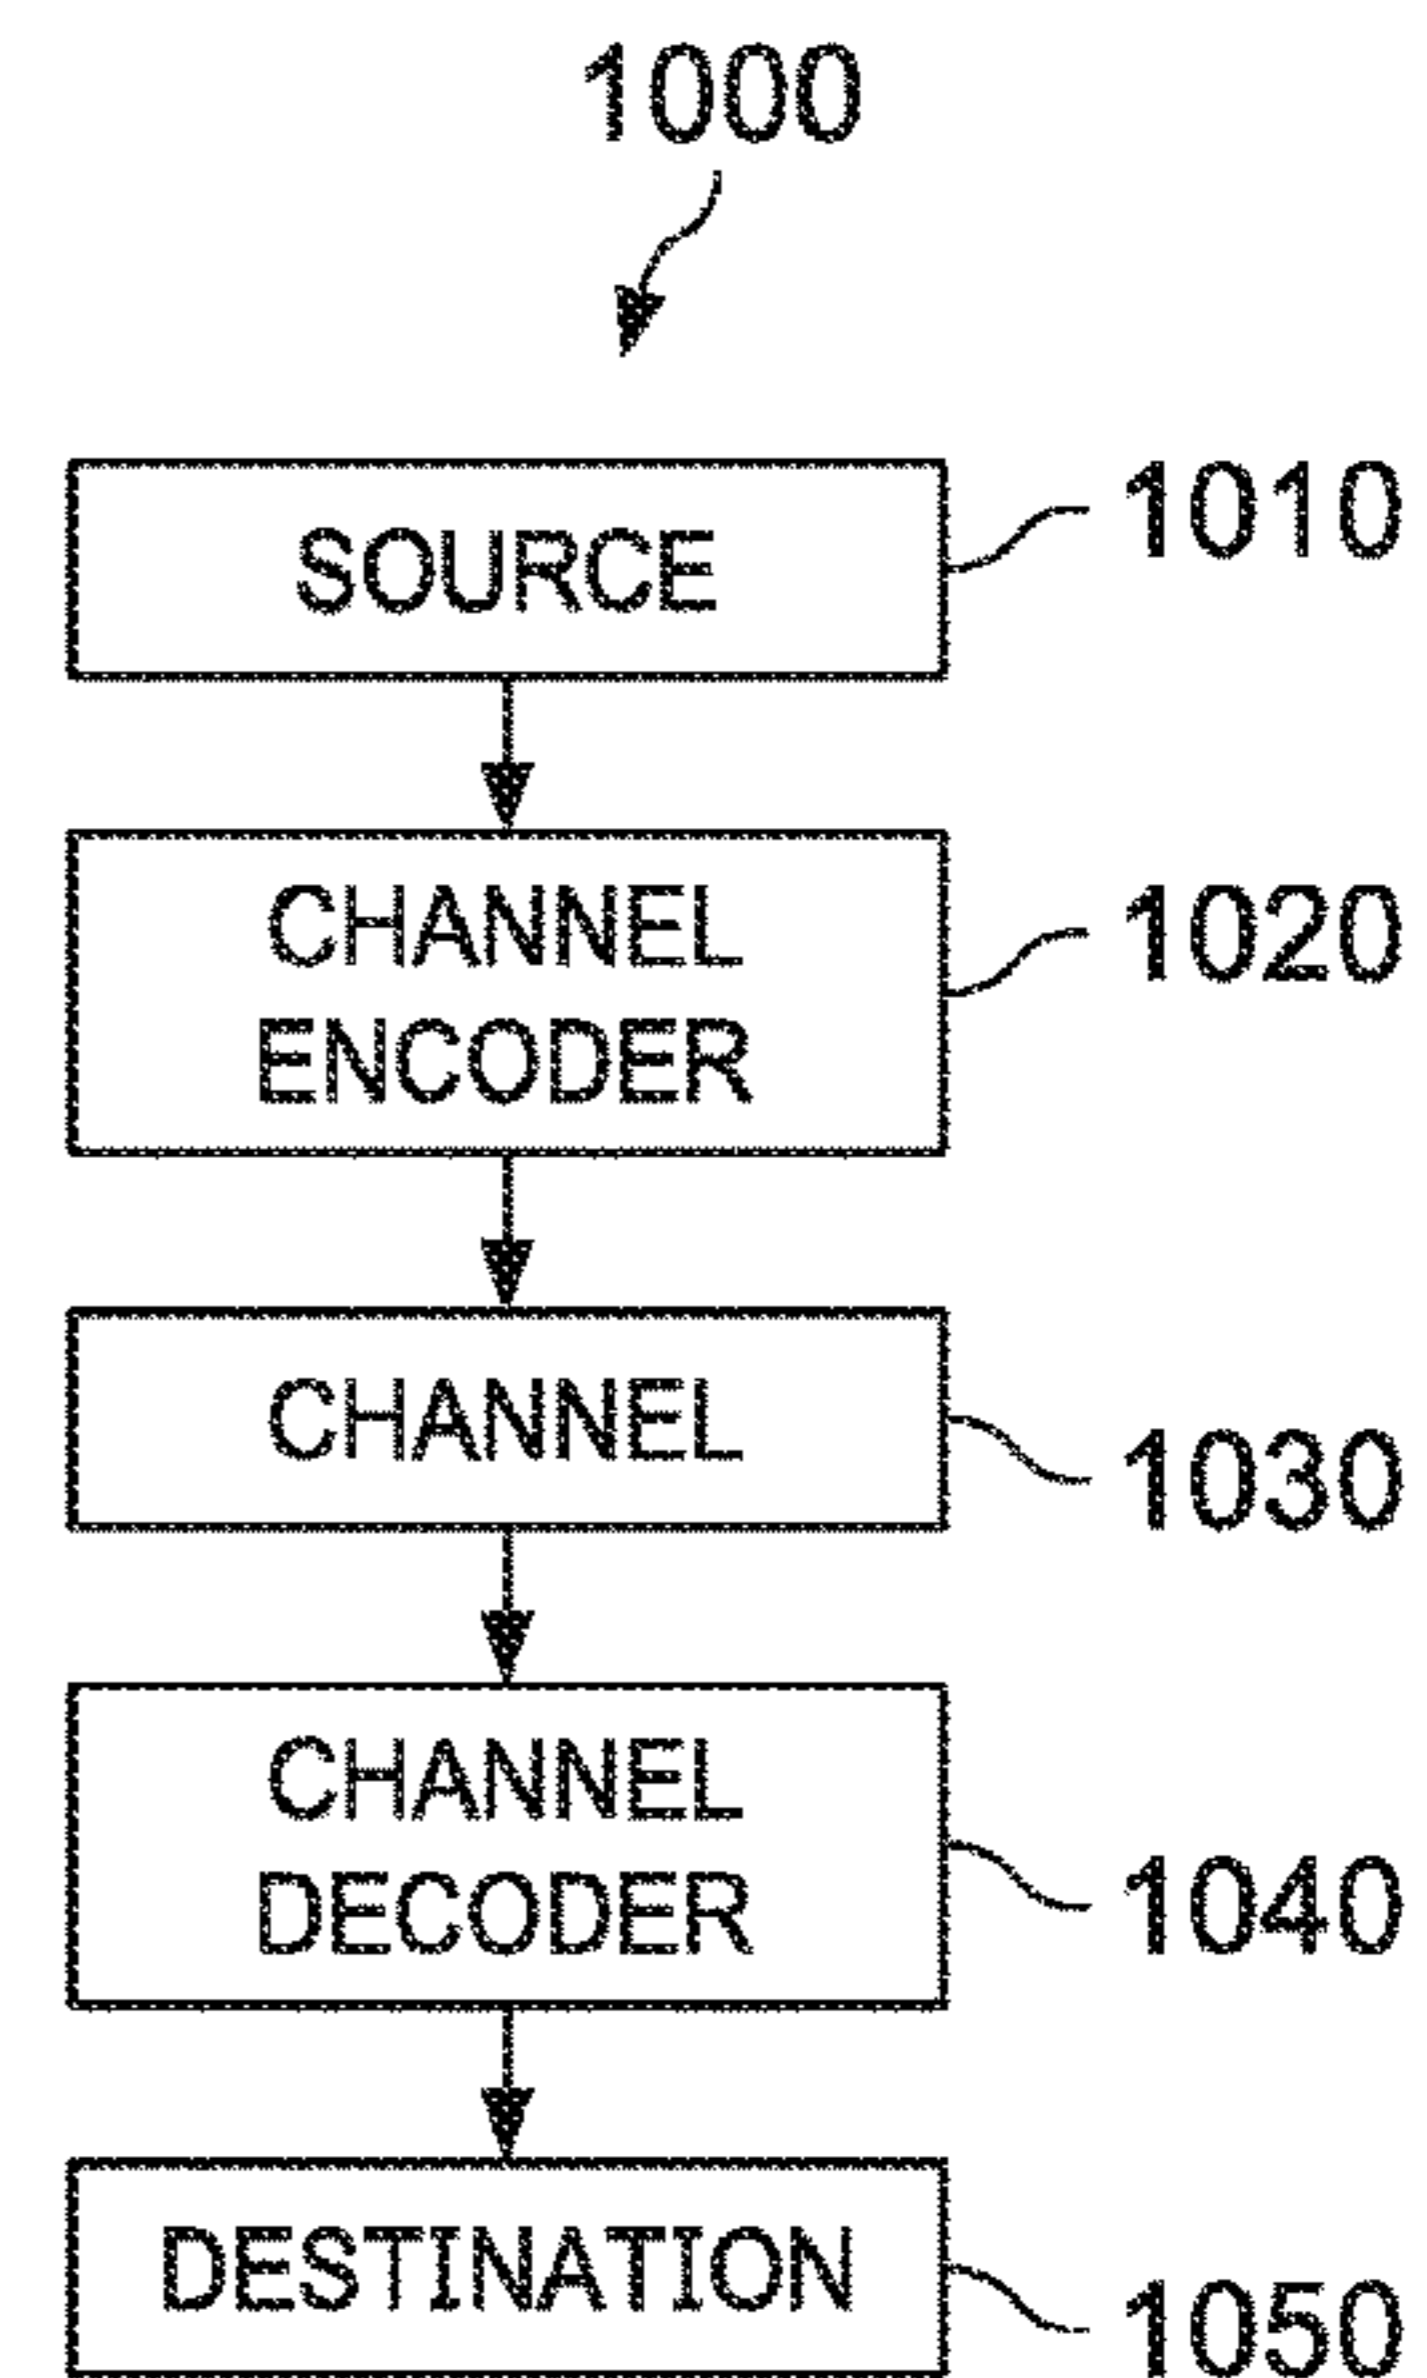 1000
SOURCE
1010
CHANNEL
ENCODER
1020
CHANNEL
1030
CHANNEL
DECODER
1040
DESTINATION
1050